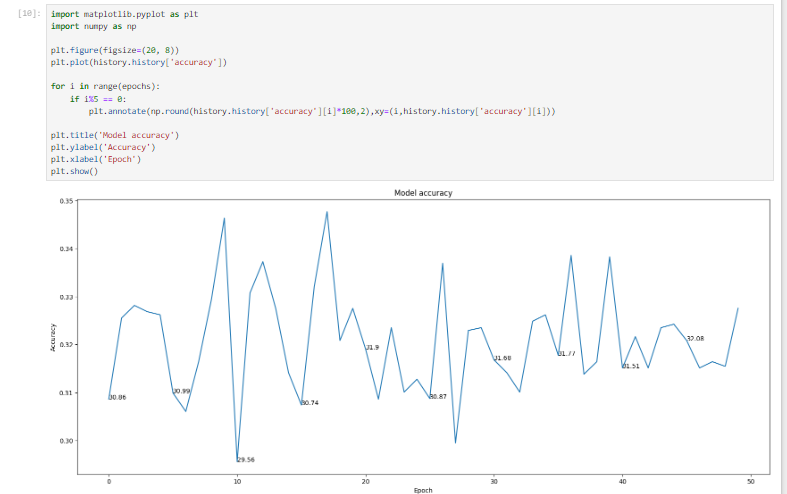 [10]:
import matplotlib.pyplot as plt
import numpy as np
plt.figure(figsize=(20, 8))
plt.plot(history.history['accuracy'])
for i in range(epochs):
    if i%5 == 0:
        plt.annotate(np.round(history.history['accuracy'][i]*100,2),xy=(i,history.history['accuracy'][i]))
plt.title('Model accuracy')
plt.ylabel('Accuracy')
plt.xlabel('Epoch')
plt.show()
Model accuracy
0.35
0.34
0.33
0.32
0.31
0.30
Accuracy
30.86
30.99
29.56
30.74
31.9
30.87
31.68
31.77
31.51
32.08
0
10
20
30
40
50
Epoch